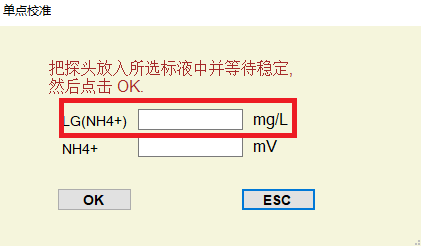 单点校准
把探头放入所选标液中并等待稳定,
然后点击 OK.
LG(NH4+) mg/L
NH4+ mV
OK ESC